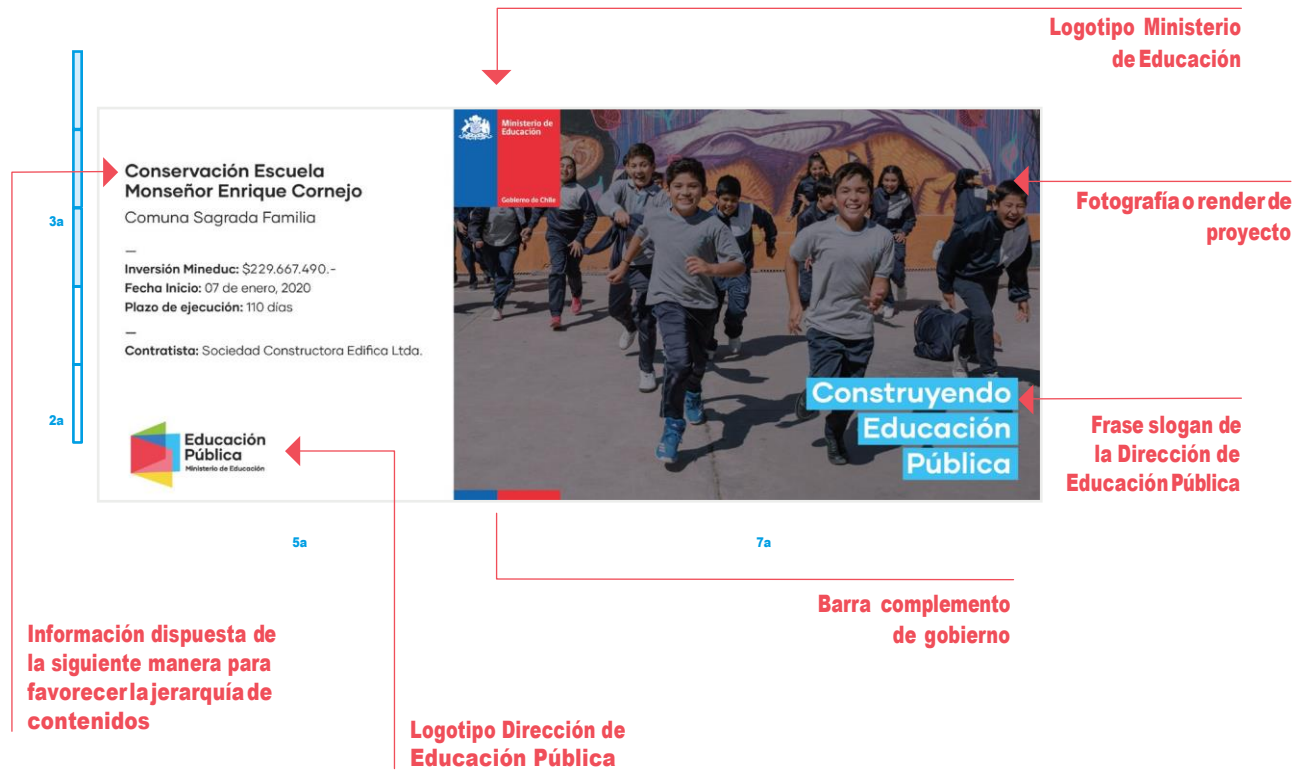 Logotipo Ministerio
de Educación
Ministerio de
Educación
Gobierno de Chile
Conservación Escuela
Monseñor Enrique Cornejo
Comuna Sagrada Familia
—
Inversión Mineduc: $229.667.490.-
Fecha Inicio: 07 de enero, 2020
Plazo de ejecución: 110 días
—
Contratista: Sociedad Constructora Edifica Ltda.
Educación
Pública
Ministerio de Educación
3a
2a
Fotografía o render de
proyecto
Construyendo
Educación
Pública
Frase slogan de
la Dirección de
Educación Pública
5a
7a
Barra complemento
de gobierno
Información dispuesta de
la siguiente manera para
favorecer la jerarquía de
contenidos
Logotipo Dirección de
Educación Pública